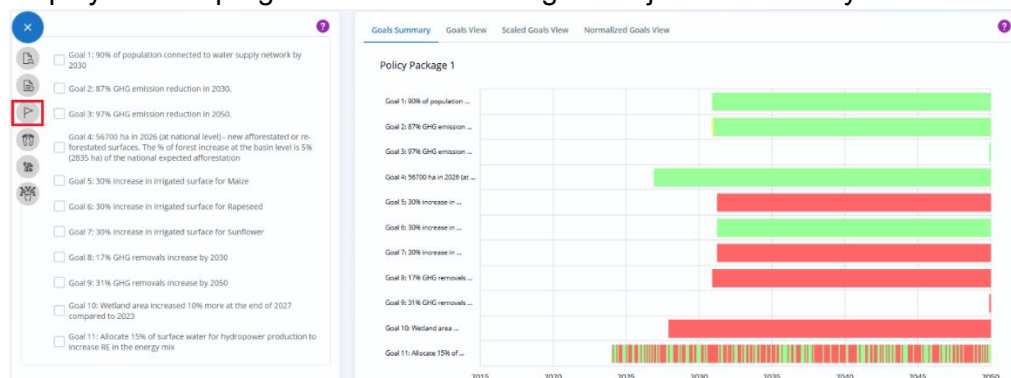 ×
?
Goal 1: 90% of population connected to water supply network by
2030
Goal 2: 87% GHG emission reduction in 2030.
Goal 3: 97% GHG emission reduction in 2050.
Goal 4: 56700 ha in 2026 (at national level) - new afforestated or re-
forestated surfaces. The % of forest increase at the basin level is 5%
(2835 ha) of the national expected afforestation
Goal 5: 30% increase in irrigated surface for Maize
Goal 6: 30% increase in irrigated surface for Rapeseed
Goal 7: 30% increase in irrigated surface for Sunflower
Goal 8: 17% GHG removals increase by 2030
Goal 9: 31% GHG removals increase by 2050
Goal 10: Wetland area increased 10% more at the end of 2027
compared to 2023
Goal 11: Allocate 15% of surface water for hydropower production to
increase RE in the energy mix
Goals Summary Goals View Scaled Goals View Normalized Goals View
?
Policy Package 1
Goal 1: 90% of population ...
Goal 2: 87% GHG emission ...
Goal 3: 97% GHG emission ...
Goal 4: 56700 ha in 2026 (at ...
Goal 5: 30% increase in ...
Goal 6: 30% increase in ...
Goal 7: 30% increase in ...
Goal 8: 17% GHG removals ...
Goal 9: 31% GHG removals ...
Goal 10: Wetland area ...
Goal 11: Allocate 15% of ...
2015 2020 2025 2030 2035 2040 2045 2050